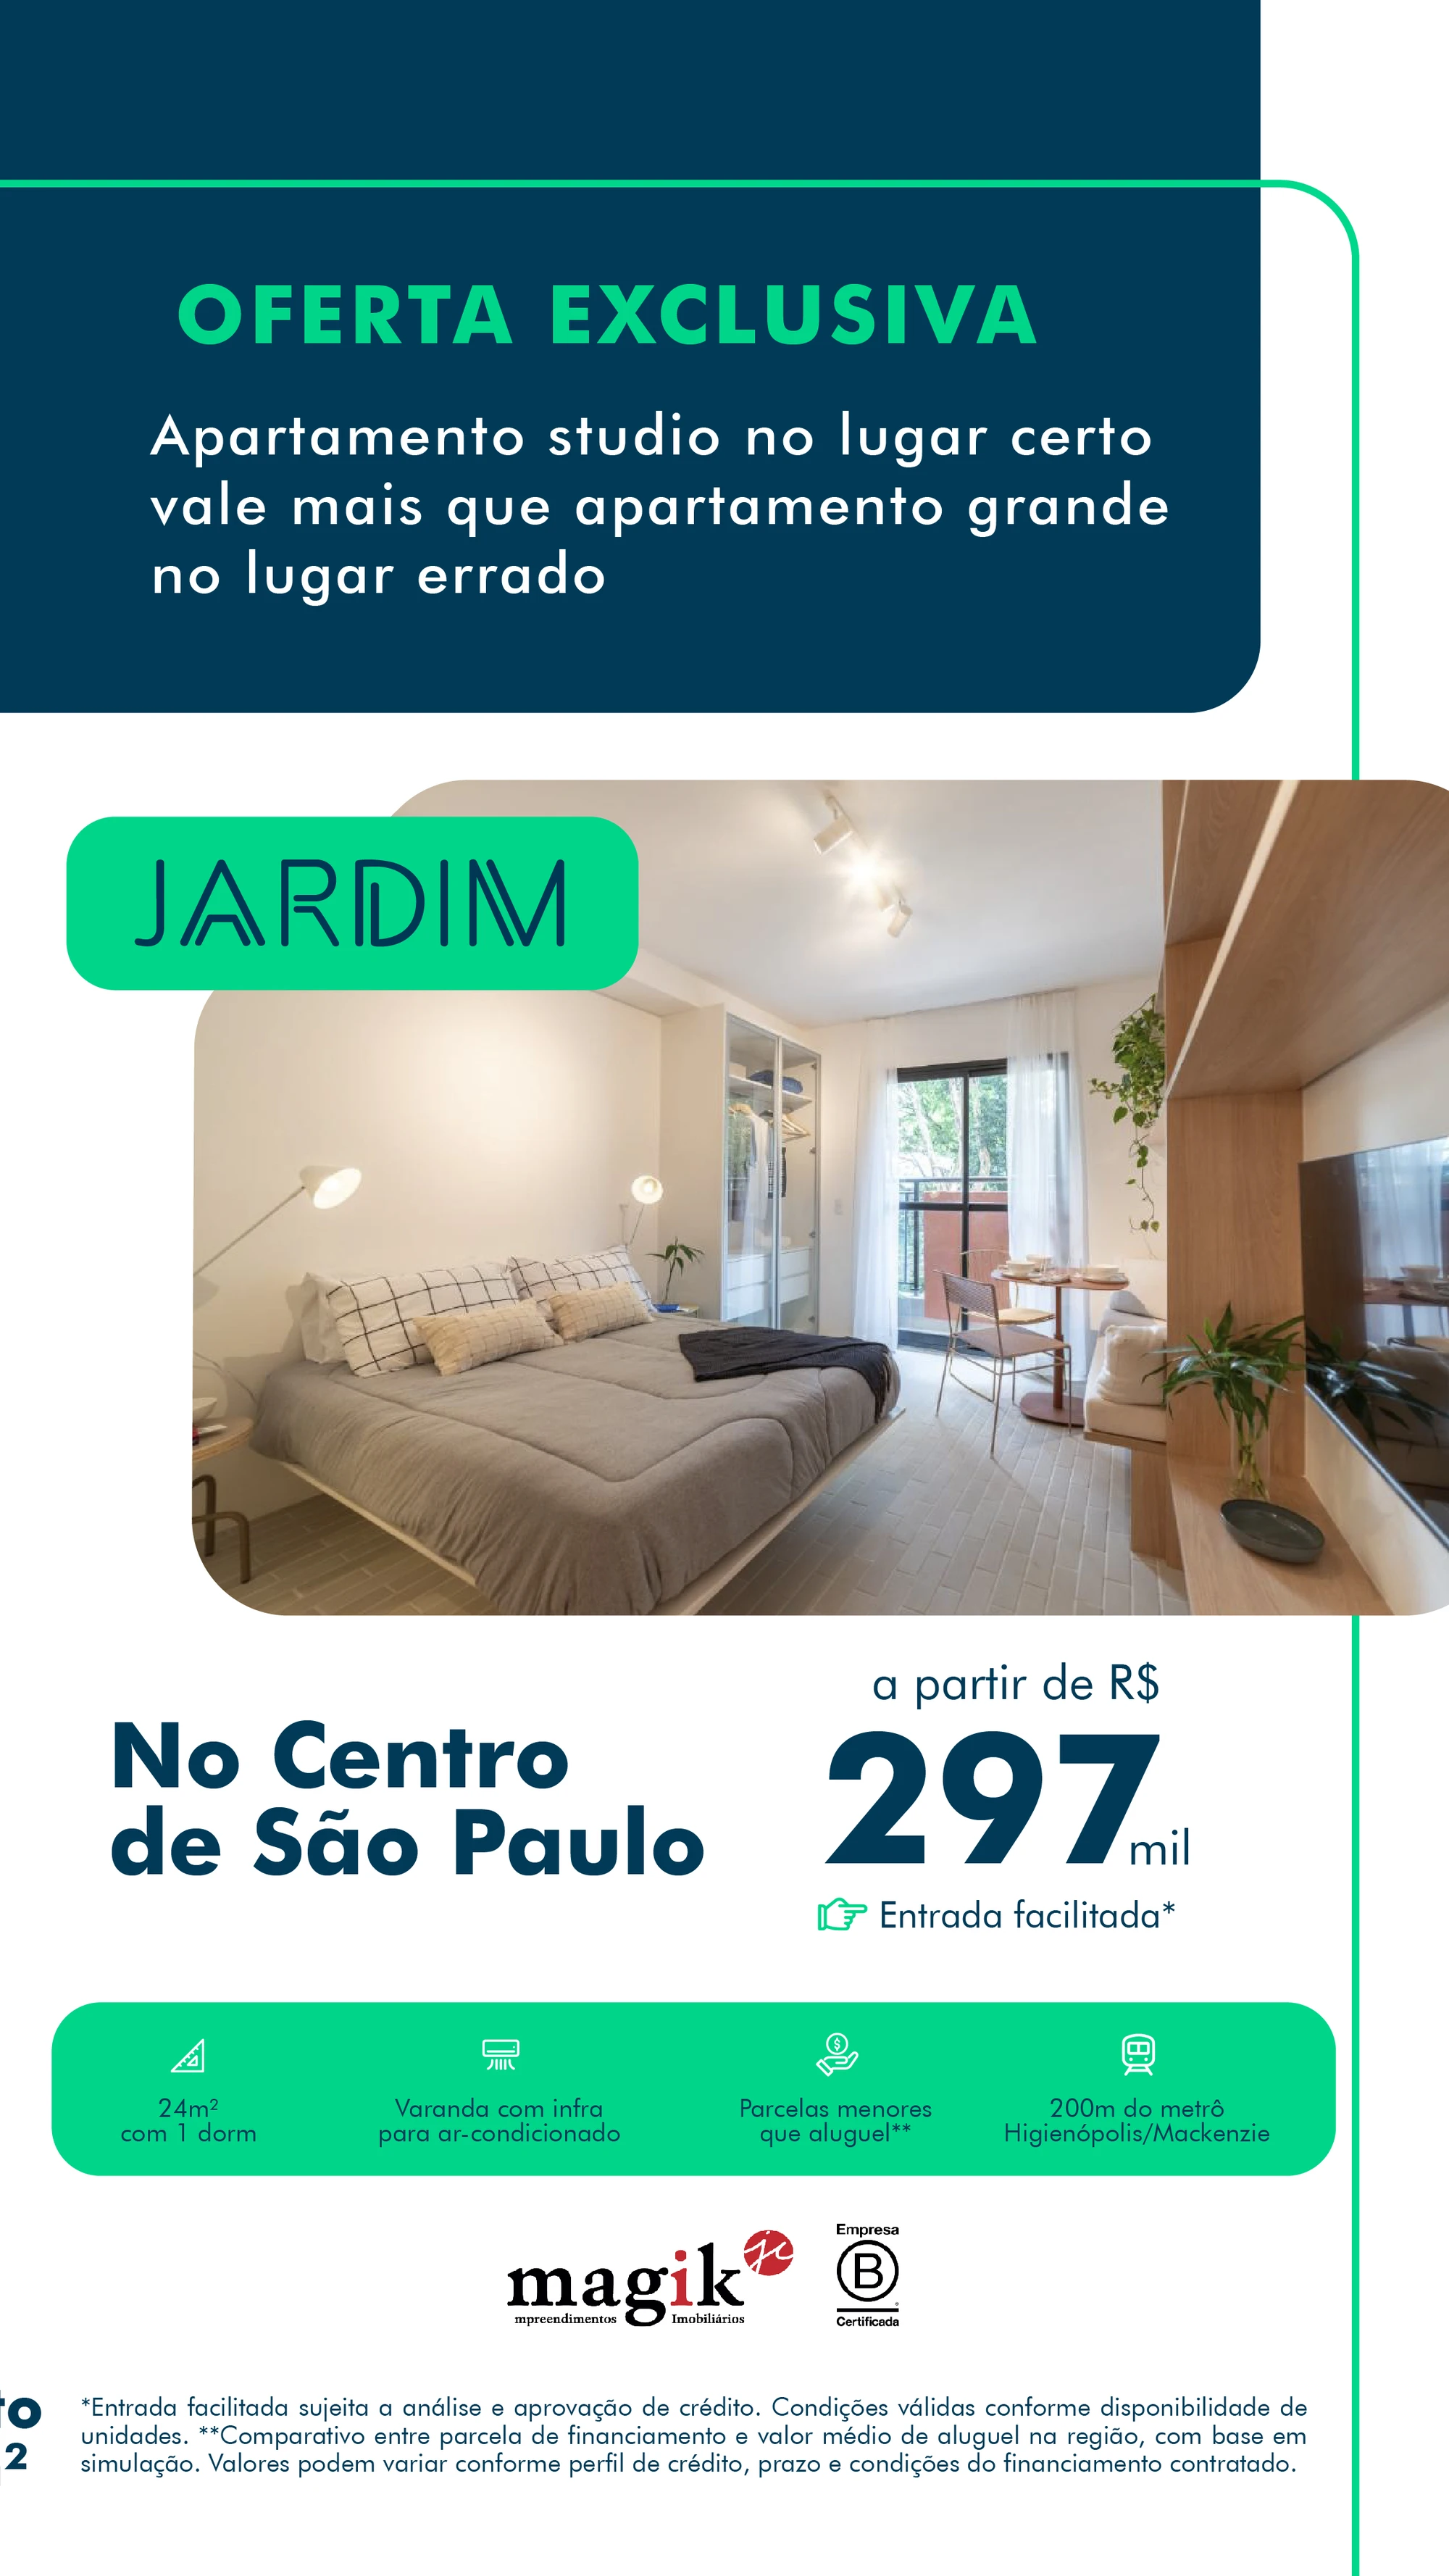 OFERTA EXCLUSIVA
Apartamento studio no lugar certo
vale mais que apartamento grande
no lugar errado
JARDIM
No Centro
de São Paulo
a partir de R$
297 mil
Entrada facilitada*
24m²
com 1 dorm
Varanda com infra
para ar-condicionado
Parcelas menores
que aluguel**
200m do metrô
Higienópolis/Mackenzie
magik jc
mpreendimentos Imobiliários
Empresa
B
Certificada
to
2
*Entrada facilitada sujeita a análise e aprovação de crédito. Condições válidas conforme disponibilidade de
unidades. **Comparativo entre parcela de financiamento e valor médio de aluguel na região, com base em
simulação. Valores podem variar conforme perfil de crédito, prazo e condições do financiamento contratado.